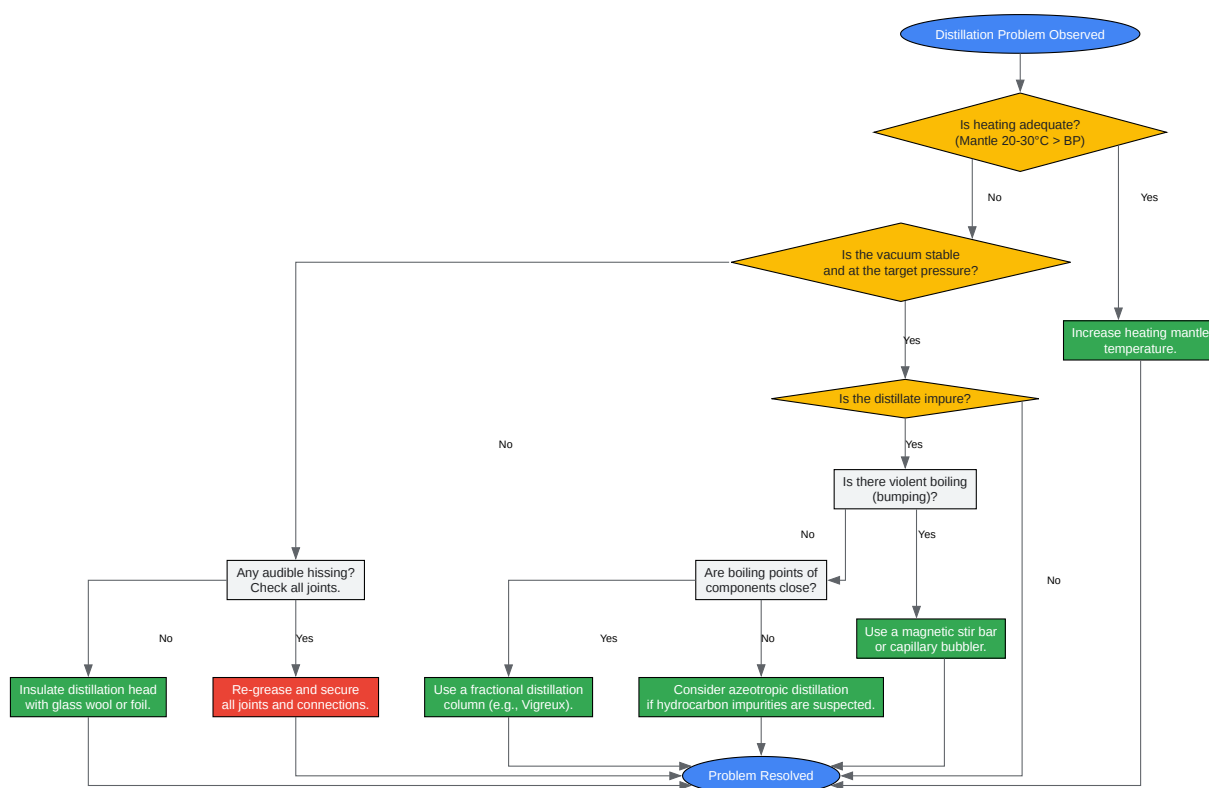 Distillation Problem Observed
Is heating adequate?
(Mantle 20-30°C > BP)
No
Yes
Is the vacuum stable
and at the target pressure?
Increase heating mantle
temperature.
Yes
Is the distillate impure?
No
Yes
Is there violent boiling
(bumping)?
No
Yes
Any audible hissing?
Check all joints.
Are boiling points of
components close?
No
Use a magnetic stir bar
or capillary bubbler.
No
Yes
Yes
No
Insulate distillation head
with glass wool or foil.
Re-grease and secure
all joints and connections.
Use a fractional distillation
column (e.g., Vigreux).
Consider azeotropic distillation
if hydrocarbon impurities are suspected.
Problem Resolved